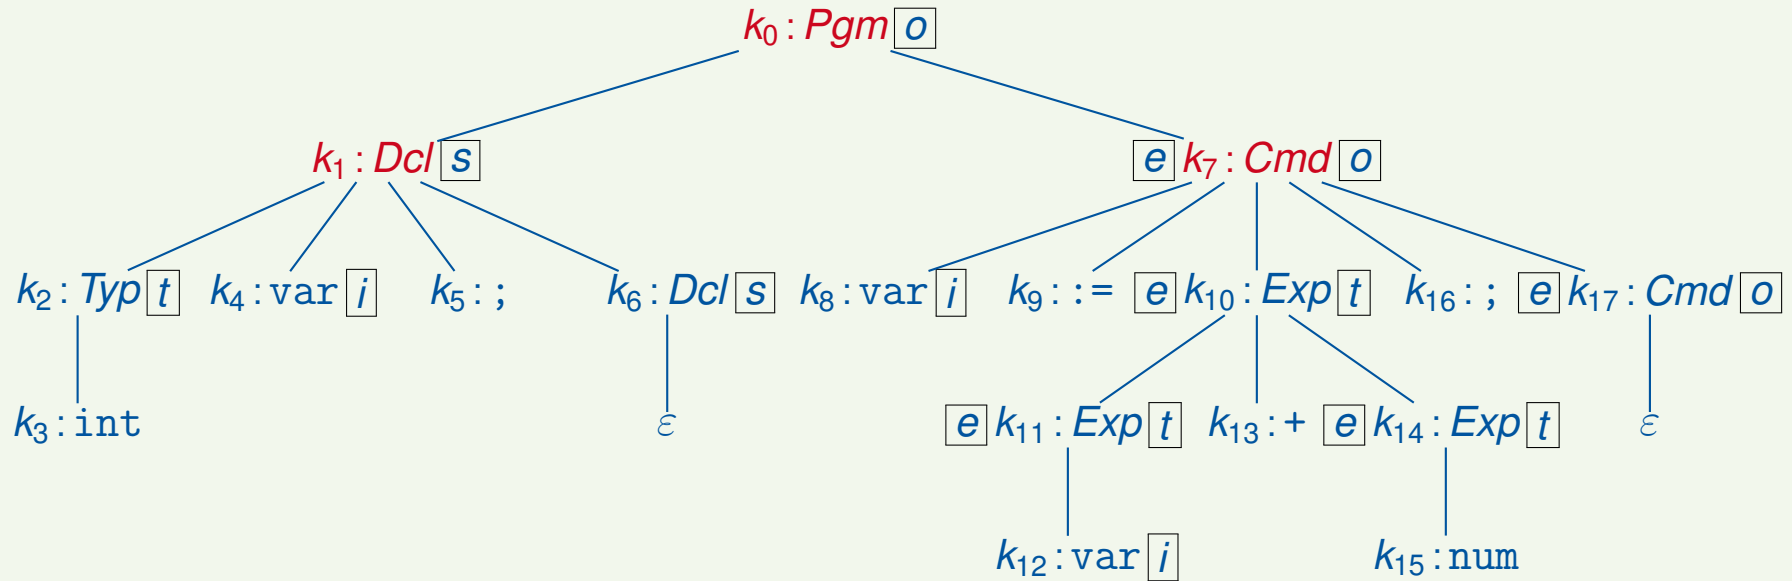 k₀ : Pgm o
k₁ : Dcl s e k₇ : Cmd o
k₂ : Typ t k₄ : var i k₅ : ; k₆ : Dcl s k₈ : var i k₉ : := e k₁₀ : Exp t k₁₆ : ; e k₁₇ : Cmd o
k₃ : int ε e k₁₁ : Exp t k₁₃ : + e k₁₄ : Exp t ε
k₁₂ : var i k₁₅ : num